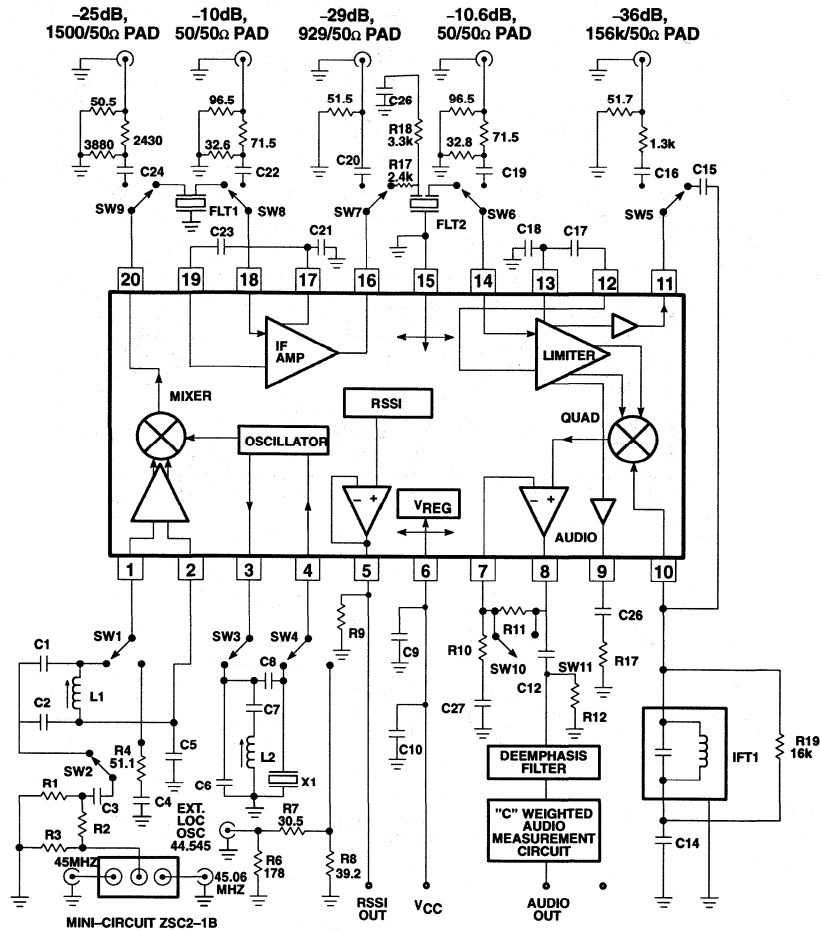 –25dB,
1500/50Ω PAD
–10dB,
50/50Ω PAD
–29dB,
929/50Ω PAD
–10.6dB,
50/50Ω PAD
–36dB,
156k/50Ω PAD
50.5
96.5
51.5
C26
96.5
51.7
R18
3.3k
3880
2430
32.6
71.5
32.8
71.5
1.3k
C24
C22
C20
R17
2.4k
C19
C16
C15
SW9
FLT1
SW8
SW7
FLT2
SW6
SW5
C23
C21
C18
C17
20
19
18
17
16
15
14
13
12
11
IF
AMP
LIMITER
MIXER
RSSI
QUAD
OSCILLATOR
– +
VREG
– +
AUDIO
1
2
3
4
5
6
7
8
9
10
SW1
SW3
SW4
R9
R11
C26
C1
C8
C9
R10
SW10
R17
L1
C7
C12
SW11
C2
R4
51.1
C5
L2
C10
C27
R12
SW2
C6
X1
DEEMPHASIS
FILTER
IFT1
R19
16k
R1
C3
C4
EXT.
LOC
OSC
44.545
R7
30.5
"C" WEIGHTED
AUDIO
MEASUREMENT
CIRCUIT
R2
R3
R6
178
R8
39.2
C14
45MHZ
45.06
MHZ
RSSI
OUT
VCC
AUDIO
OUT
MINI–CIRCUIT ZSC2–1B